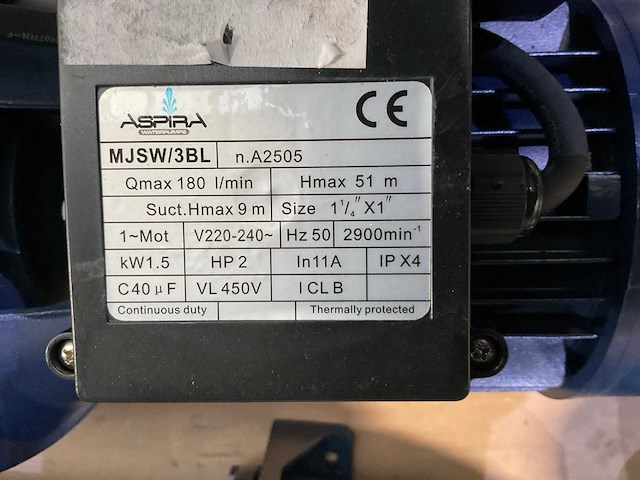 ASPIRA
WATERPUMPS
CE
MJSW/3BL n.A2505
Qmax 180 l/min Hmax 51 m
Suct.Hmax 9 m Size 1 1/4" X1"
1~Mot V220-240~ Hz 50 2900min⁻¹
kW1.5 HP 2 In11A IP X4
C40 µF VL 450V I CL B
Continuous duty Thermally protected